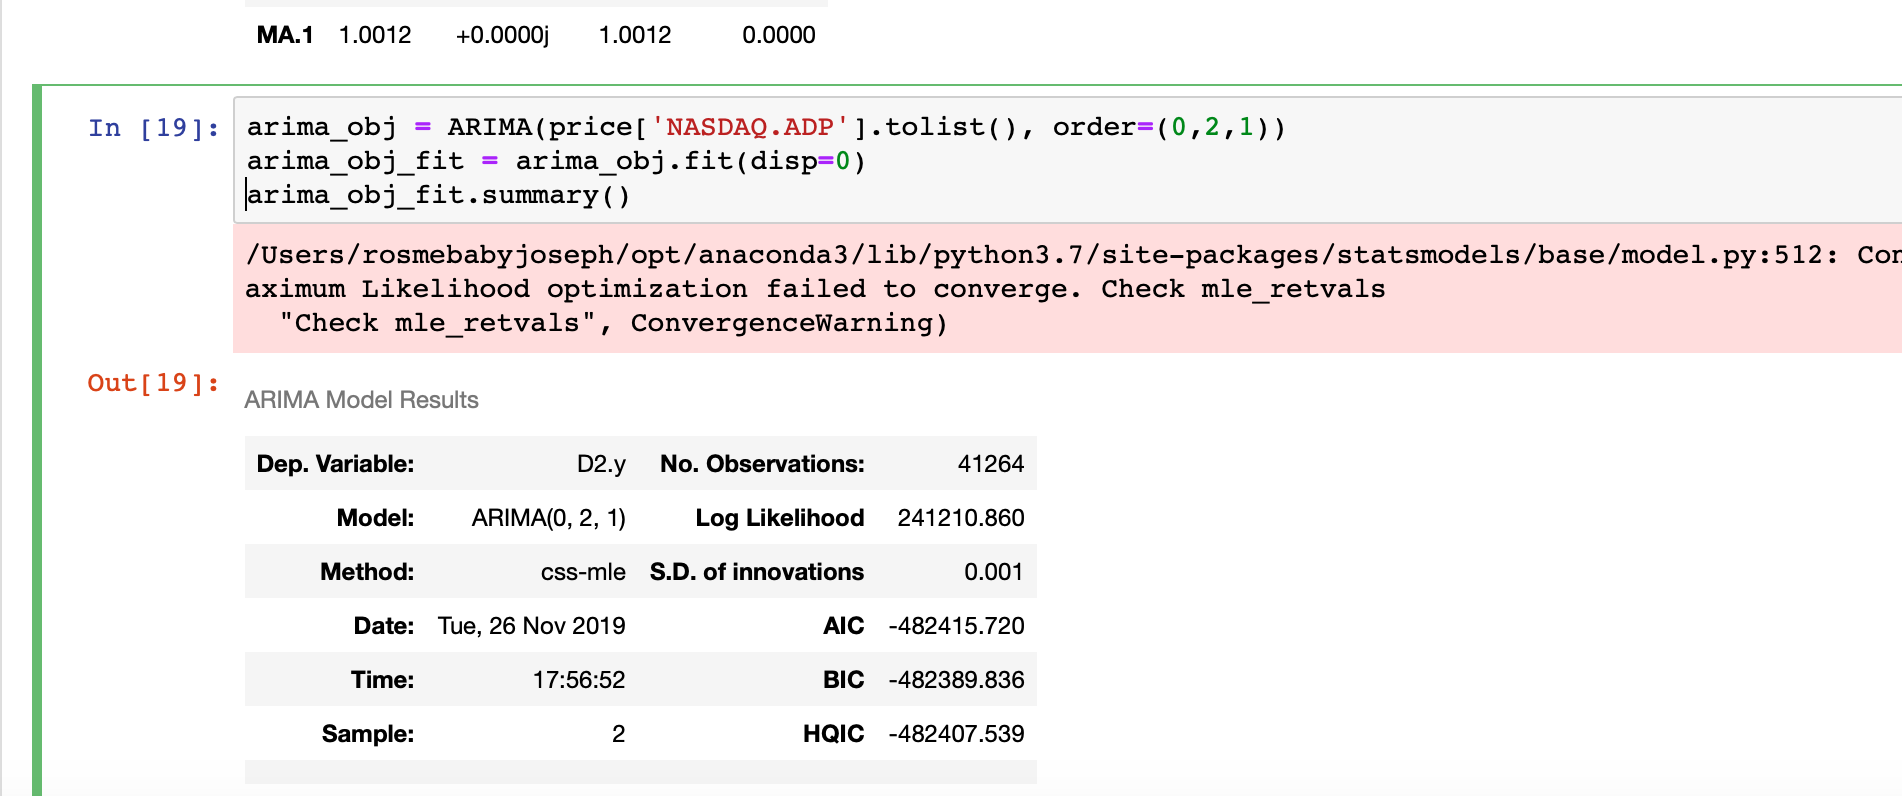 MA.1 1.0012 +0.0000j 1.0012 0.0000
In [19]: arima_obj = ARIMA(price['NASDAQ.ADP'].tolist(), order=(0,2,1))
arima_obj_fit = arima_obj.fit(disp=0)
arima_obj_fit.summary()
/Users/rosmebabyjoseph/opt/anaconda3/lib/python3.7/site-packages/statsmodels/base/model.py:512: Con
aximum Likelihood optimization failed to converge. Check mle_retvals
"Check mle_retvals", ConvergenceWarning)
Out[19]:
ARIMA Model Results
Dep. Variable: D2.y No. Observations: 41264
Model: ARIMA(0, 2, 1) Log Likelihood 241210.860
Method: css-mle S.D. of innovations 0.001
Date: Tue, 26 Nov 2019 AIC -482415.720
Time: 17:56:52 BIC -482389.836
Sample: 2 HQIC -482407.539